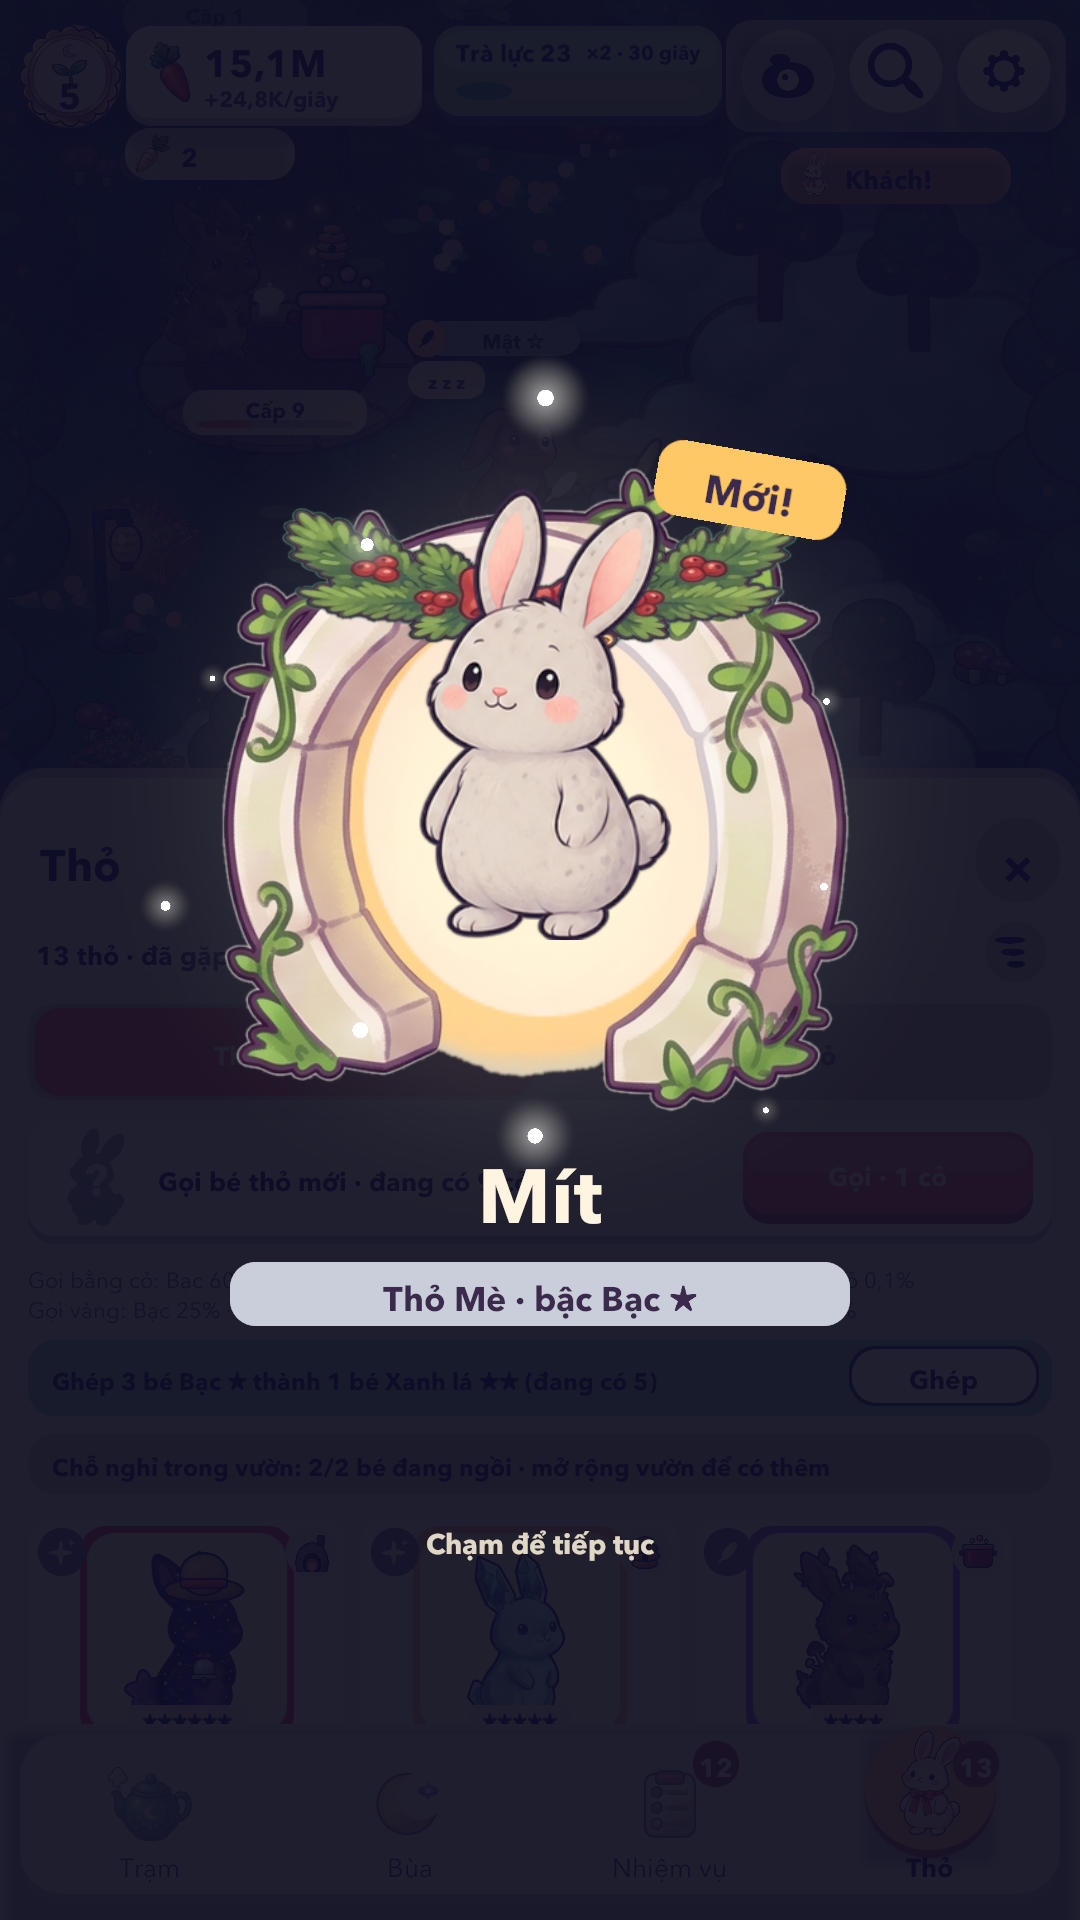 Cấp 1
5
15,1M
+24,8K/giây
Trà lực 23 ×2 · 30 giây
2
Khách!
Mật ☆
z z z
Cấp 9
Mới!
Thỏ
13 thỏ · đã gặp
Gọi bé thỏ mới · đang có
Gọi · 1 cỏ
Mít
Gọi bằng cỏ: Bạc 60
0,1%
Gọi vàng: Bạc 25%
Thỏ Mè · bậc Bạc ★
Ghép 3 bé Bạc ★ thành 1 bé Xanh lá ★★ (đang có 5)
Ghép
Chỗ nghỉ trong vườn: 2/2 bé đang ngồi · mở rộng vườn để có thêm
Chạm để tiếp tục
★★★★★★
★★★★★
★★★★
12
13
Trạm
Bùa
Nhiệm vụ
Thỏ